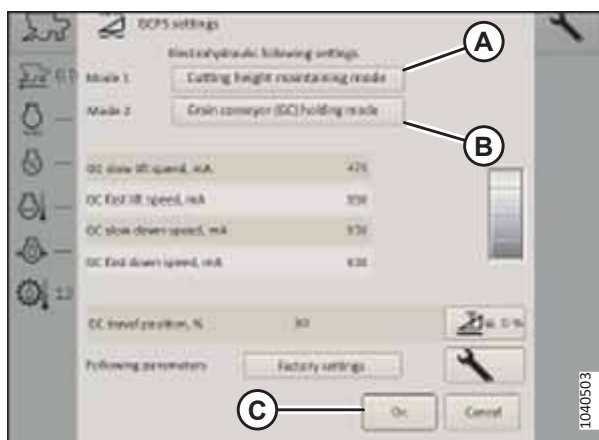 GCFS settings
A
Electrohydraulic following settings
Mode 1 Cutting height maintaining mode
Mode 2 Grain conveyor (GC) holding mode
B
GC slow lift speed, mA
GC fast lift speed, mA
GC slow down speed, mA
GC fast down speed, mA
GC travel position, %
Following parameters Factory settings
C
Cancel
1040503